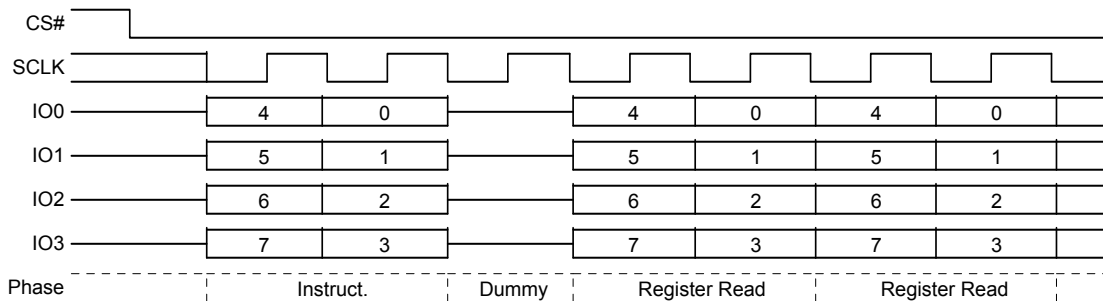 CS#
SCLK
IO0 4 0 4 0 4 0
IO1 5 1 5 1 5 1
IO2 6 2 6 2 6 2
IO3 7 3 7 3 7 3
Phase Instruct. Dummy Register Read Register Read